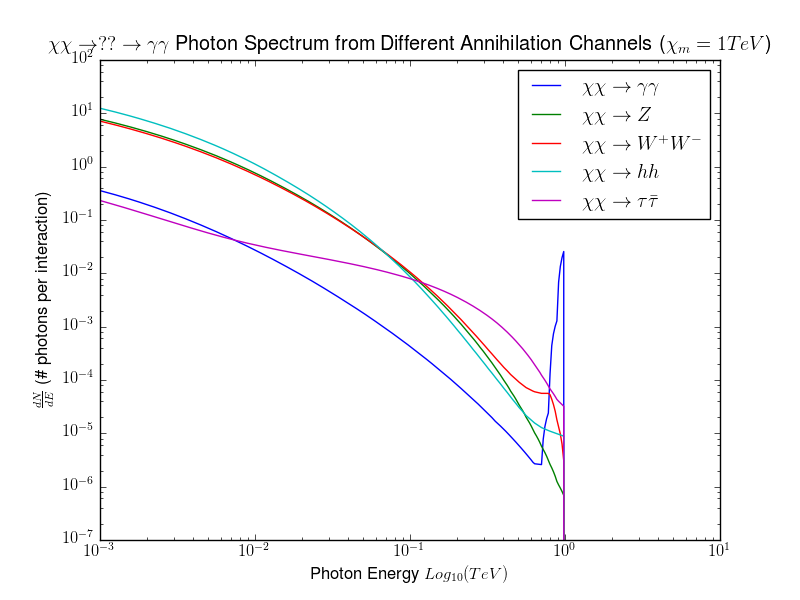 χχ → ?? → γγ Photon Spectrum from Different Annihilation Channels (χₘ = 1TeV)
10²
10¹
10⁰
10⁻¹
10⁻²
10⁻³
10⁻⁴
10⁻⁵
10⁻⁶
10⁻⁷
dN/dE (# photons per interaction)
χχ → γγ
χχ → Z
χχ → W⁺W⁻
χχ → hh
χχ → ττ̄
10⁻³ 10⁻² 10⁻¹ 10⁰ 10¹
Photon Energy Log₁₀(TeV)